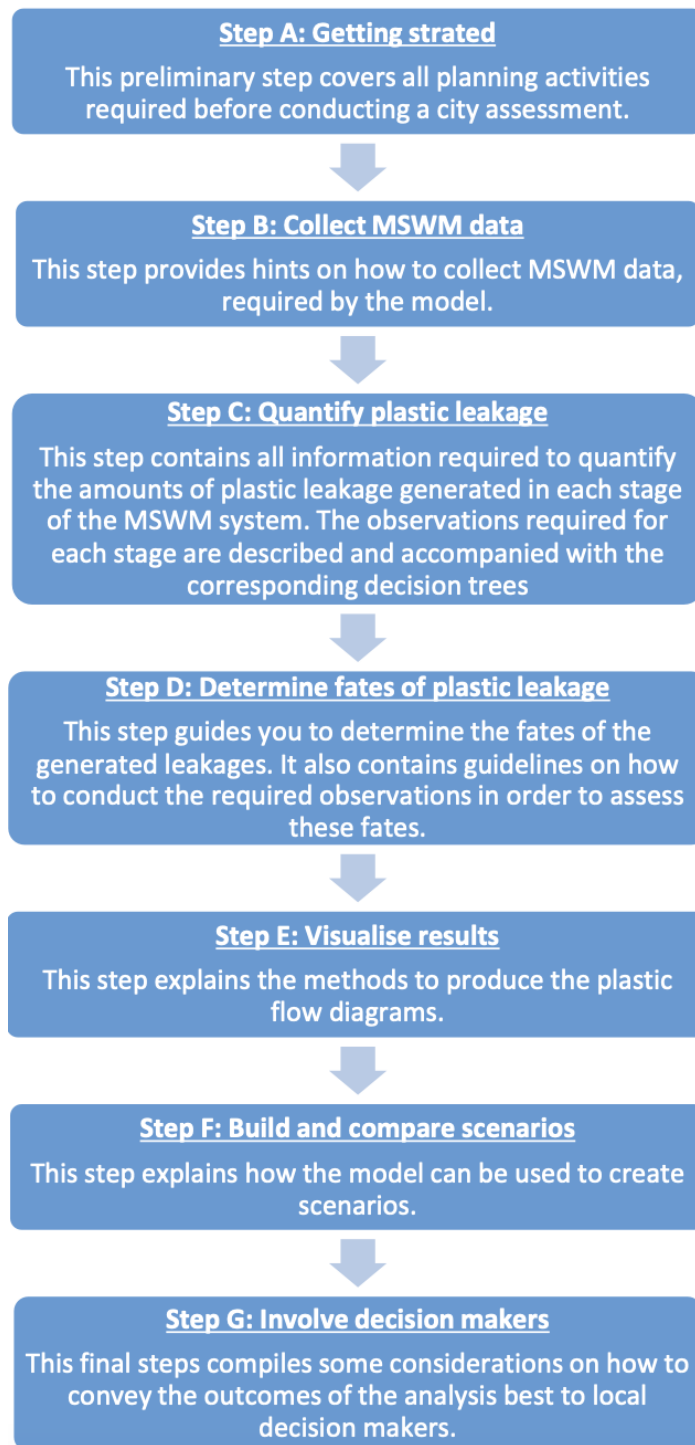 Step A: Getting strated
This preliminary step covers all planning activities
required before conducting a city assessment.
Step B: Collect MSWM data
This step provides hints on how to collect MSWM data,
required by the model.
Step C: Quantify plastic leakage
This step contains all information required to quantify
the amounts of plastic leakage generated in each stage
of the MSWM system. The observations required for
each stage are described and accompanied with the
corresponding decision trees
Step D: Determine fates of plastic leakage
This step guides you to determine the fates of the
generated leakages. It also contains guidelines on how
to conduct the required observations in order to assess
these fates.
Step E: Visualise results
This step explains the methods to produce the plastic
flow diagrams.
Step F: Build and compare scenarios
This step explains how the model can be used to create
scenarios.
Step G: Involve decision makers
This final steps compiles some considerations on how to
convey the outcomes of the analysis best to local
decision makers.